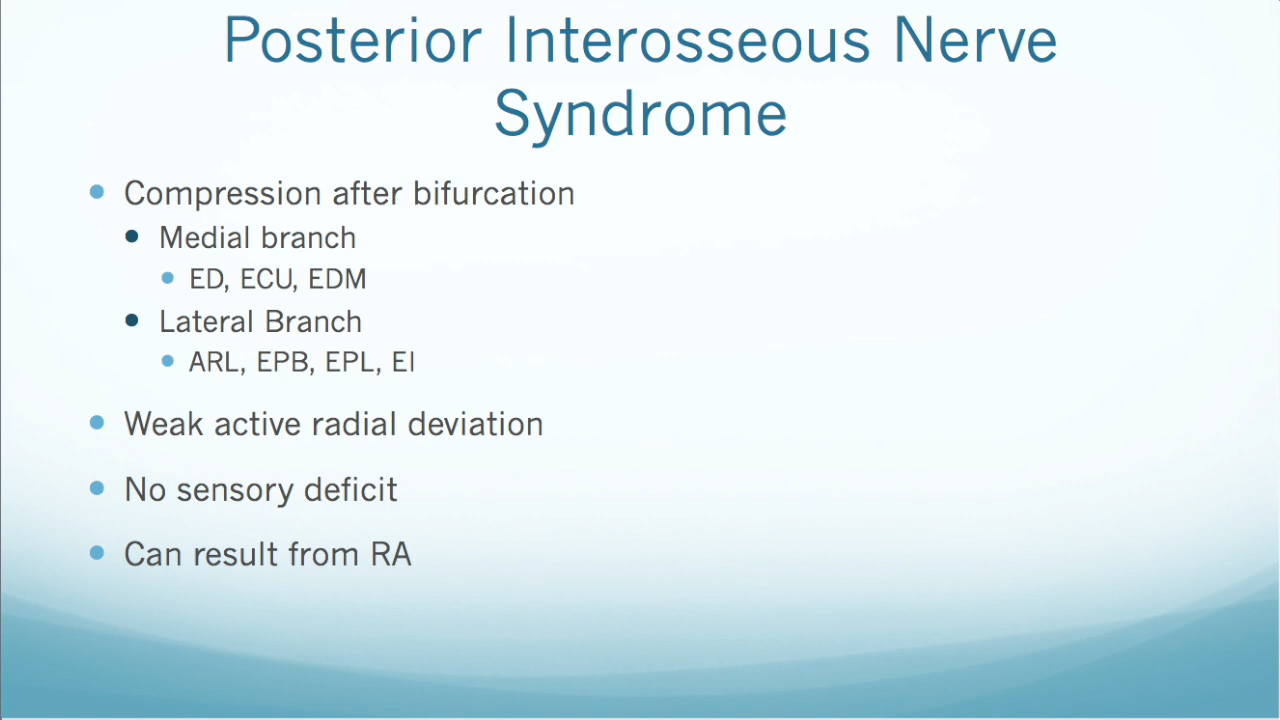 Posterior Interosseous Nerve
Syndrome
Compression after bifurcation
Medial branch
ED, ECU, EDM
Lateral Branch
ARL, EPB, EPL, EI
Weak active radial deviation
No sensory deficit
Can result from RA